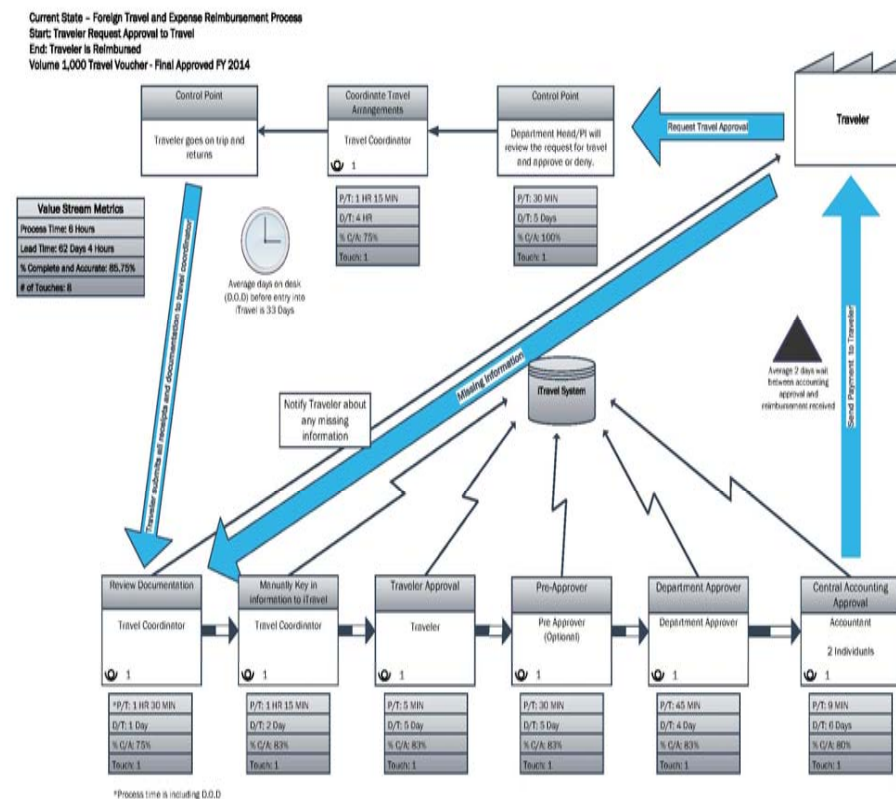 Current State – Foreign Travel and Expense Reimbursement Process
Start: Traveler Request Approval to Travel
End: Traveler is Reimbursed
Volume 1,000 Travel Voucher - Final Approved FY 2014
Control Point
Traveler goes on trip and
returns
Coordinate Travel
Arrangements
Travel Coordinator
1
P/T: 1 HR 15 MIN
D/T: 4 HR
% C/A: 75%
Touch: 1
Control Point
Department Head/PI will
review the request for travel
and approve or deny.
P/T: 30 MIN
D/T: 5 Days
% C/A: 100%
Touch: 1
Request Travel Approval
Traveler
Value Stream Metrics
Process Time: 6 Hours
Lead Time: 62 Days 4 Hours
% Complete and Accurate: 85.75%
# of Touches: 8
Average days on desk
(D.O.D) before entry into
iTravel is 33 Days
Traveler submits all receipts and documentation to travel coordinator
Notify Traveler about
any missing
information
Missing Information
iTravel System
Average 2 days wait
between accounting
approval and
reimbursement received
Send Payment to Traveler
Review Documentation
Travel Coordinator
1
*P/T: 1 HR 30 MIN
D/T: 1 Day
% C/A: 75%
Touch: 1
Manually Key in
information to iTravel
Travel Coordinator
1
P/T: 1 HR 15 MIN
D/T: 2 Day
% C/A: 83%
Touch: 1
Traveler Approval
Traveler
1
P/T: 5 MIN
D/T: 5 Day
% C/A: 83%
Touch: 1
Pre-Approver
Pre Approver
(Optional)
1
P/T: 30 MIN
D/T: 5 Day
% C/A: 83%
Touch: 1
Department Approver
Department Approver
1
P/T: 45 MIN
D/T: 4 Day
% C/A: 83%
Touch: 1
Central Accounting
Approval
Accountant
2 Individuals
1
P/T: 9 MIN
D/T: 6 Days
% C/A: 80%
Touch: 1
*Process time is including D.O.D